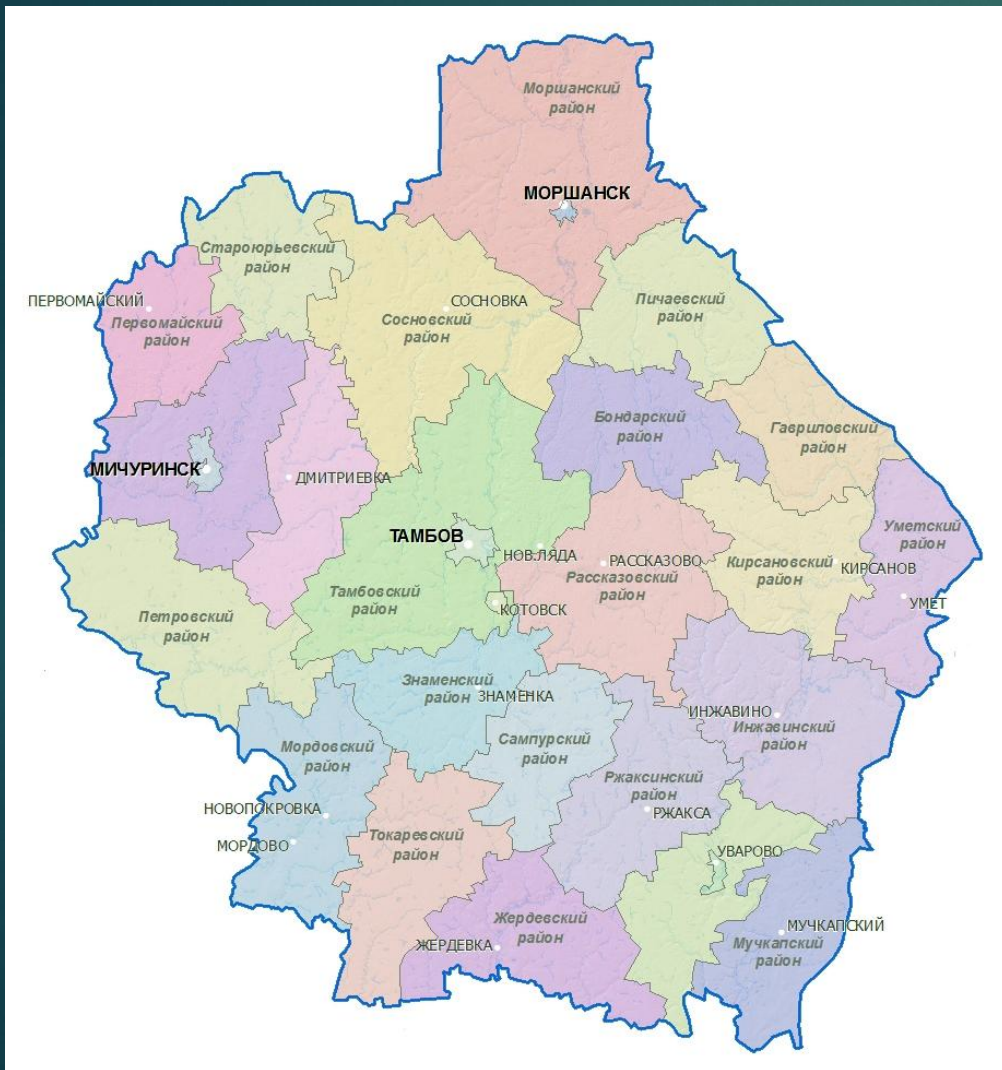 Моршанский
район
МОРШАНСК
Староюрьевский
район
ПЕРВОМАЙСКИЙ
Первомайский
район
СОСНОВКА
Сосновский
район
Пичаевский
район
Бондарский
район
Гавриловский
район
МИЧУРИНСК
ДМИТРИЕВКА
ТАМБОВ
НОВ.ЛЯДА
РАССКАЗОВО
Рассказовский
район
Кирсановский
район
КИРСАНОВ
Уметский
район
УМЕТ
Тамбовский
район
КОТОВСК
Петровский
район
Знаменский
район
ЗНАМЕНКА
ИНЖАВИНО
Инжавинский
район
Мордовский
район
Сампурский
район
Ржаксинский
район
РЖАКСА
НОВОПОКРОВКА
МОРДОВО
Токаревский
район
УВАРОВО
Жердевский
район
ЖЕРДЕВКА
МУЧКАПСКИЙ
Мучкапский
район